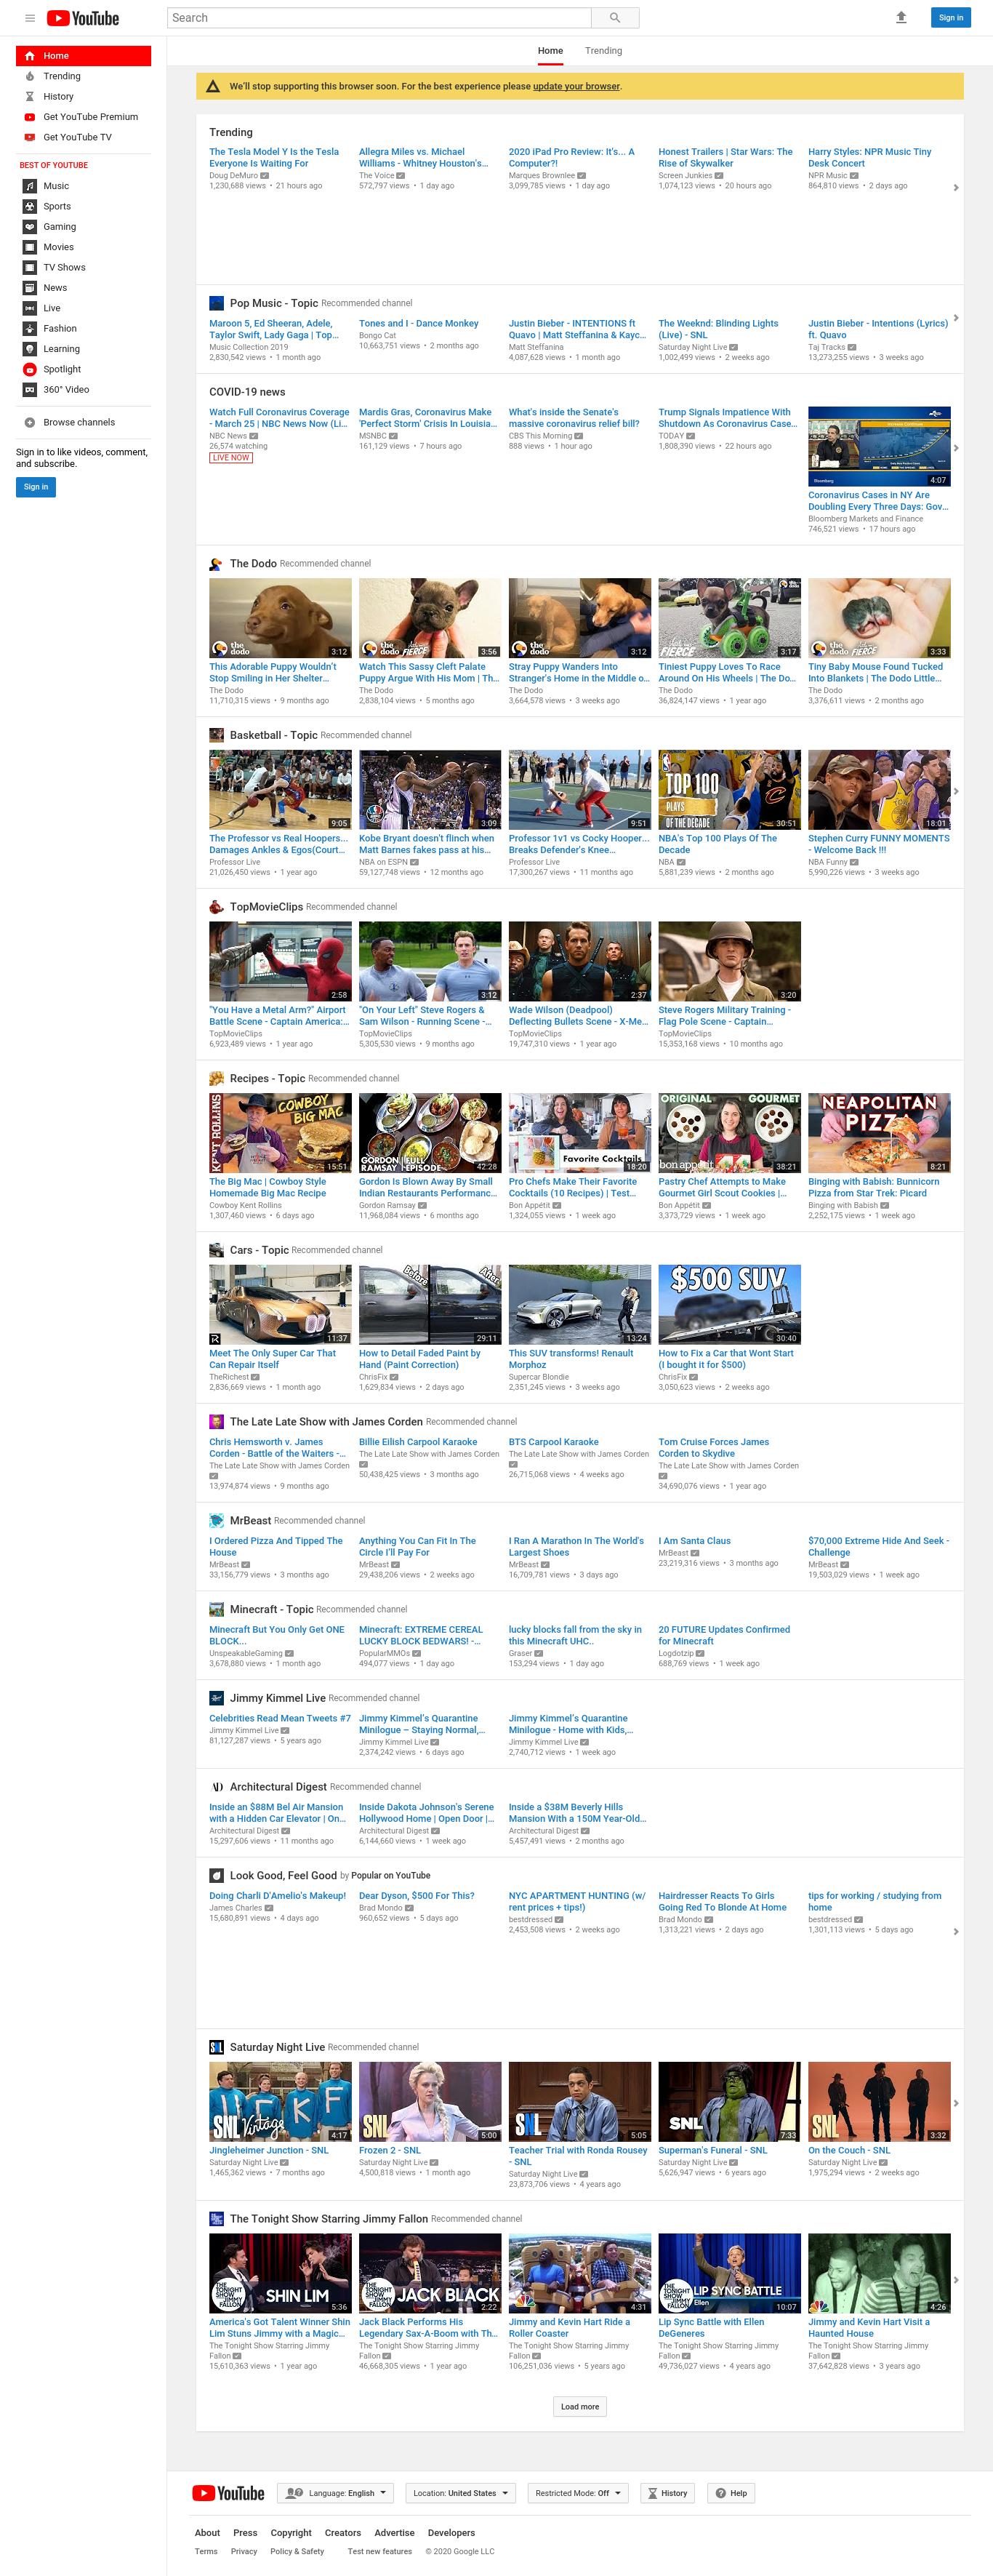 YouTube
Search
Sign in
Home
Trending
History
Get YouTube Premium
Get YouTube TV
BEST OF YOUTUBE
Music
Sports
Gaming
Movies
TV Shows
News
Live
Fashion
Learning
Spotlight
360° Video
Browse channels
Sign in to like videos, comment,
and subscribe.
Sign in
Home Trending
We'll stop supporting this browser soon. For the best experience please update your browser.
Trending
The Tesla Model Y Is the Tesla
Everyone Is Waiting For
Doug DeMuro
1,230,688 views • 21 hours ago
Allegra Miles vs. Michael
Williams - Whitney Houston's...
The Voice
572,797 views • 1 day ago
2020 iPad Pro Review: It's... A
Computer?!
Marques Brownlee
3,099,785 views • 1 day ago
Honest Trailers | Star Wars: The
Rise of Skywalker
Screen Junkies
1,074,123 views • 20 hours ago
Harry Styles: NPR Music Tiny
Desk Concert
NPR Music
864,810 views • 2 days ago
Pop Music - Topic Recommended channel
Maroon 5, Ed Sheeran, Adele,
Taylor Swift, Lady Gaga | Top...
Music Collection 2019
2,830,542 views • 1 month ago
Tones and I - Dance Monkey
Bongo Cat
10,663,751 views • 2 months ago
Justin Bieber - INTENTIONS ft
Quavo | Matt Steffanina & Kayc...
Matt Steffanina
4,087,628 views • 1 month ago
The Weeknd: Blinding Lights
(Live) - SNL
Saturday Night Live
1,002,499 views • 2 weeks ago
Justin Bieber - Intentions (Lyrics)
ft. Quavo
Taj Tracks
13,273,255 views • 3 weeks ago
COVID-19 news
Watch Full Coronavirus Coverage
- March 25 | NBC News Now (Li...
NBC News
26,574 watching
LIVE NOW
Mardis Gras, Coronavirus Make
'Perfect Storm' Crisis In Louisia...
MSNBC
161,129 views • 7 hours ago
What's inside the Senate's
massive coronavirus relief bill?
CBS This Morning
888 views • 1 hour ago
Trump Signals Impatience With
Shutdown As Coronavirus Case...
TODAY
1,808,390 views • 22 hours ago
Bloomberg
4:07
Coronavirus Cases in NY Are
Doubling Every Three Days: Gov...
Bloomberg Markets and Finance
746,521 views • 17 hours ago
The Dodo Recommended channel
the dodo
3:12
This Adorable Puppy Wouldn't
Stop Smiling in Her Shelter...
The Dodo
11,710,315 views • 9 months ago
the dodo
FIERCE
3:56
Watch This Sassy Cleft Palate
Puppy Argue With His Mom | Th...
The Dodo
2,838,104 views • 5 months ago
the dodo
3:12
Stray Puppy Wanders Into
Stranger's Home in the Middle o...
The Dodo
3,664,578 views • 3 weeks ago
the dodo
FIERCE
3:17
Tiniest Puppy Loves To Race
Around On His Wheels | The Do...
The Dodo
36,824,147 views • 1 year ago
the dodo
FIERCE
3:33
Tiny Baby Mouse Found Tucked
Into Blankets | The Dodo Little...
The Dodo
3,376,611 views • 2 months ago
Basketball - Topic Recommended channel
9:05
The Professor vs Real Hoopers...
Damages Ankles & Egos(Court...
Professor Live
21,026,450 views • 1 year ago
3:09
Kobe Bryant doesn't flinch when
Matt Barnes fakes pass at his...
NBA on ESPN
59,127,748 views • 12 months ago
9:51
Professor 1v1 vs Cocky Hooper...
Breaks Defender's Knee...
Professor Live
17,300,267 views • 11 months ago
TOP 100
PLAYS
OF THE DECADE
30:51
NBA's Top 100 Plays Of The
Decade
NBA
5,881,239 views • 2 months ago
18:01
Stephen Curry FUNNY MOMENTS
- Welcome Back !!!
NBA Funny
5,990,226 views • 3 weeks ago
TopMovieClips Recommended channel
2:58
"You Have a Metal Arm?" Airport
Battle Scene - Captain America:...
TopMovieClips
6,923,489 views • 1 year ago
3:12
"On Your Left" Steve Rogers &
Sam Wilson - Running Scene -...
TopMovieClips
5,305,530 views • 9 months ago
2:37
Wade Wilson (Deadpool)
Deflecting Bullets Scene - X-Me...
TopMovieClips
19,747,310 views • 1 year ago
3:20
Steve Rogers Military Training -
Flag Pole Scene - Captain...
TopMovieClips
15,353,168 views • 10 months ago
Recipes - Topic Recommended channel
KENT ROLLINS
COWBOY
BIG MAC
15:51
The Big Mac | Cowboy Style
Homemade Big Mac Recipe
Cowboy Kent Rollins
1,307,460 views • 6 days ago
GORDON RAMSAY | FULL EPISODE
42:28
Gordon Is Blown Away By Small
Indian Restaurants Performanc...
Gordon Ramsay
11,968,084 views • 6 months ago
Favorite Cocktails
18:20
Pro Chefs Make Their Favorite
Cocktails (10 Recipes) | Test...
Bon Appétit
1,324,055 views • 1 week ago
ORIGINAL GOURMET
bon appétit
38:21
Pastry Chef Attempts to Make
Gourmet Girl Scout Cookies |...
Bon Appétit
3,373,729 views • 1 week ago
NEAPOLITAN
PIZZ
8:21
Binging with Babish: Bunnicorn
Pizza from Star Trek: Picard
Binging with Babish
2,252,175 views • 1 week ago
Cars - Topic Recommended channel
11:37
Meet The Only Super Car That
Can Repair Itself
TheRichest
2,836,669 views • 1 month ago
Before After
29:11
How to Detail Faded Paint by
Hand (Paint Correction)
ChrisFix
1,629,834 views • 2 days ago
13:24
This SUV transforms! Renault
Morphoz
Supercar Blondie
2,351,245 views • 3 weeks ago
$500 SUV
30:40
How to Fix a Car that Wont Start
(I bought it for $500)
ChrisFix
3,050,623 views • 2 weeks ago
The Late Late Show with James Corden Recommended channel
Chris Hemsworth v. James
Corden - Battle of the Waiters -...
The Late Late Show with James Corden
13,974,874 views • 9 months ago
Billie Eilish Carpool Karaoke
The Late Late Show with James Corden
50,438,425 views • 3 months ago
BTS Carpool Karaoke
The Late Late Show with James Corden
26,715,068 views • 4 weeks ago
Tom Cruise Forces James
Corden to Skydive
The Late Late Show with James Corden
34,690,076 views • 1 year ago
MrBeast Recommended channel
I Ordered Pizza And Tipped The
House
MrBeast
33,156,779 views • 3 months ago
Anything You Can Fit In The
Circle I'll Pay For
MrBeast
29,438,206 views • 2 weeks ago
I Ran A Marathon In The World's
Largest Shoes
MrBeast
16,709,781 views • 3 days ago
I Am Santa Claus
MrBeast
23,219,316 views • 3 months ago
$70,000 Extreme Hide And Seek -
Challenge
MrBeast
19,503,029 views • 1 week ago
Minecraft - Topic Recommended channel
Minecraft But You Only Get ONE
BLOCK...
UnspeakableGaming
3,678,880 views • 1 month ago
Minecraft: EXTREME CEREAL
LUCKY BLOCK BEDWARS! -...
PopularMMOs
494,077 views • 1 day ago
lucky blocks fall from the sky in
this Minecraft UHC..
Graser
153,294 views • 1 day ago
20 FUTURE Updates Confirmed
for Minecraft
Logdotzip
688,769 views • 1 week ago
Jimmy Kimmel Live Recommended channel
Celebrities Read Mean Tweets #7
Jimmy Kimmel Live
81,127,287 views • 5 years ago
Jimmy Kimmel's Quarantine
Minilogue – Staying Normal,...
Jimmy Kimmel Live
2,374,242 views • 6 days ago
Jimmy Kimmel's Quarantine
Minilogue - Home with Kids,...
Jimmy Kimmel Live
2,740,712 views • 1 week ago
Architectural Digest Recommended channel
Inside an $88M Bel Air Mansion
with a Hidden Car Elevator | On...
Architectural Digest
15,297,606 views • 11 months ago
Inside Dakota Johnson's Serene
Hollywood Home | Open Door |...
Architectural Digest
6,144,660 views • 1 week ago
Inside a $38M Beverly Hills
Mansion With a 150M Year-Old...
Architectural Digest
5,457,491 views • 2 months ago
Look Good, Feel Good by Popular on YouTube
Doing Charli D'Amelio's Makeup!
James Charles
15,680,891 views • 4 days ago
Dear Dyson, $500 For This?
Brad Mondo
960,652 views • 5 days ago
NYC APARTMENT HUNTING (w/
rent prices + tips!)
bestdressed
2,453,508 views • 2 weeks ago
Hairdresser Reacts To Girls
Going Red To Blonde At Home
Brad Mondo
1,313,221 views • 2 days ago
tips for working / studying from
home
bestdressed
1,301,113 views • 5 days ago
Saturday Night Live Recommended channel
SNL Vintage
4:17
Jingleheimer Junction - SNL
Saturday Night Live
1,465,362 views • 7 months ago
SNL
5:00
Frozen 2 - SNL
Saturday Night Live
4,500,818 views • 1 month ago
SNL
5:05
Teacher Trial with Ronda Rousey
- SNL
Saturday Night Live
23,873,706 views • 4 years ago
SNL
7:33
Superman's Funeral - SNL
Saturday Night Live
5,626,947 views • 6 years ago
SNL
3:32
On the Couch - SNL
Saturday Night Live
1,975,294 views • 2 weeks ago
The Tonight Show Starring Jimmy Fallon Recommended channel
SHIN LIM
5:36
America's Got Talent Winner Shin
Lim Stuns Jimmy with a Magic...
The Tonight Show Starring Jimmy
Fallon
15,610,363 views • 1 year ago
JACK BLACK
2:22
Jack Black Performs His
Legendary Sax-A-Boom with Th...
The Tonight Show Starring Jimmy
Fallon
46,668,305 views • 1 year ago
4:31
Jimmy and Kevin Hart Ride a
Roller Coaster
The Tonight Show Starring Jimmy
Fallon
106,251,036 views • 5 years ago
LIP SYNC BATTLE
Ellen
10:07
Lip Sync Battle with Ellen
DeGeneres
The Tonight Show Starring Jimmy
Fallon
49,736,027 views • 4 years ago
4:26
Jimmy and Kevin Hart Visit a
Haunted House
The Tonight Show Starring Jimmy
Fallon
37,642,828 views • 3 years ago
Load more
YouTube
Language: English
Location: United States
Restricted Mode: Off
History
Help
About Press Copyright Creators Advertise Developers
Terms Privacy Policy & Safety Test new features © 2020 Google LLC